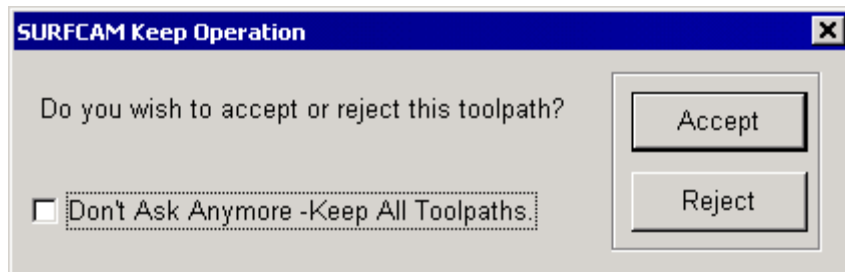 SURFCAM Keep Operation
Do you wish to accept or reject this toolpath?
Accept
Don't Ask Anymore -Keep All Toolpaths.
Reject